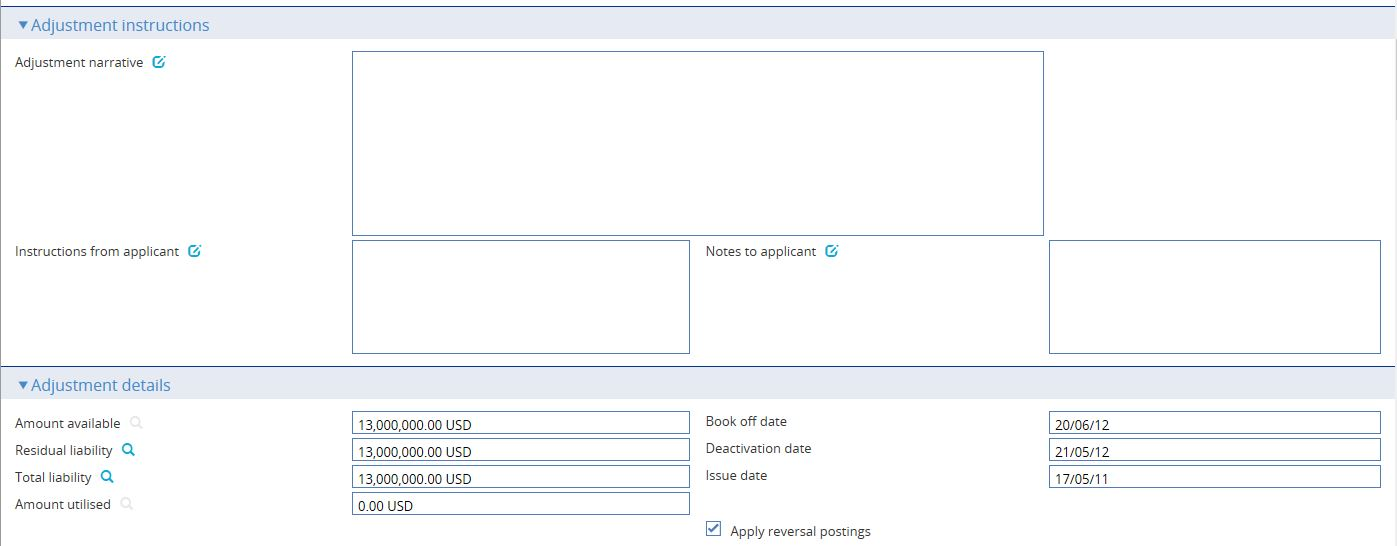 Adjustment instructions
Adjustment narrative
Instructions from applicant
Notes to applicant
Adjustment details
Amount available 13,000,000.00 USD
Book off date 20/06/12
Residual liability 13,000,000.00 USD
Deactivation date 21/05/12
Total liability 13,000,000.00 USD
Issue date 17/05/11
Amount utilised 0.00 USD
Apply reversal postings